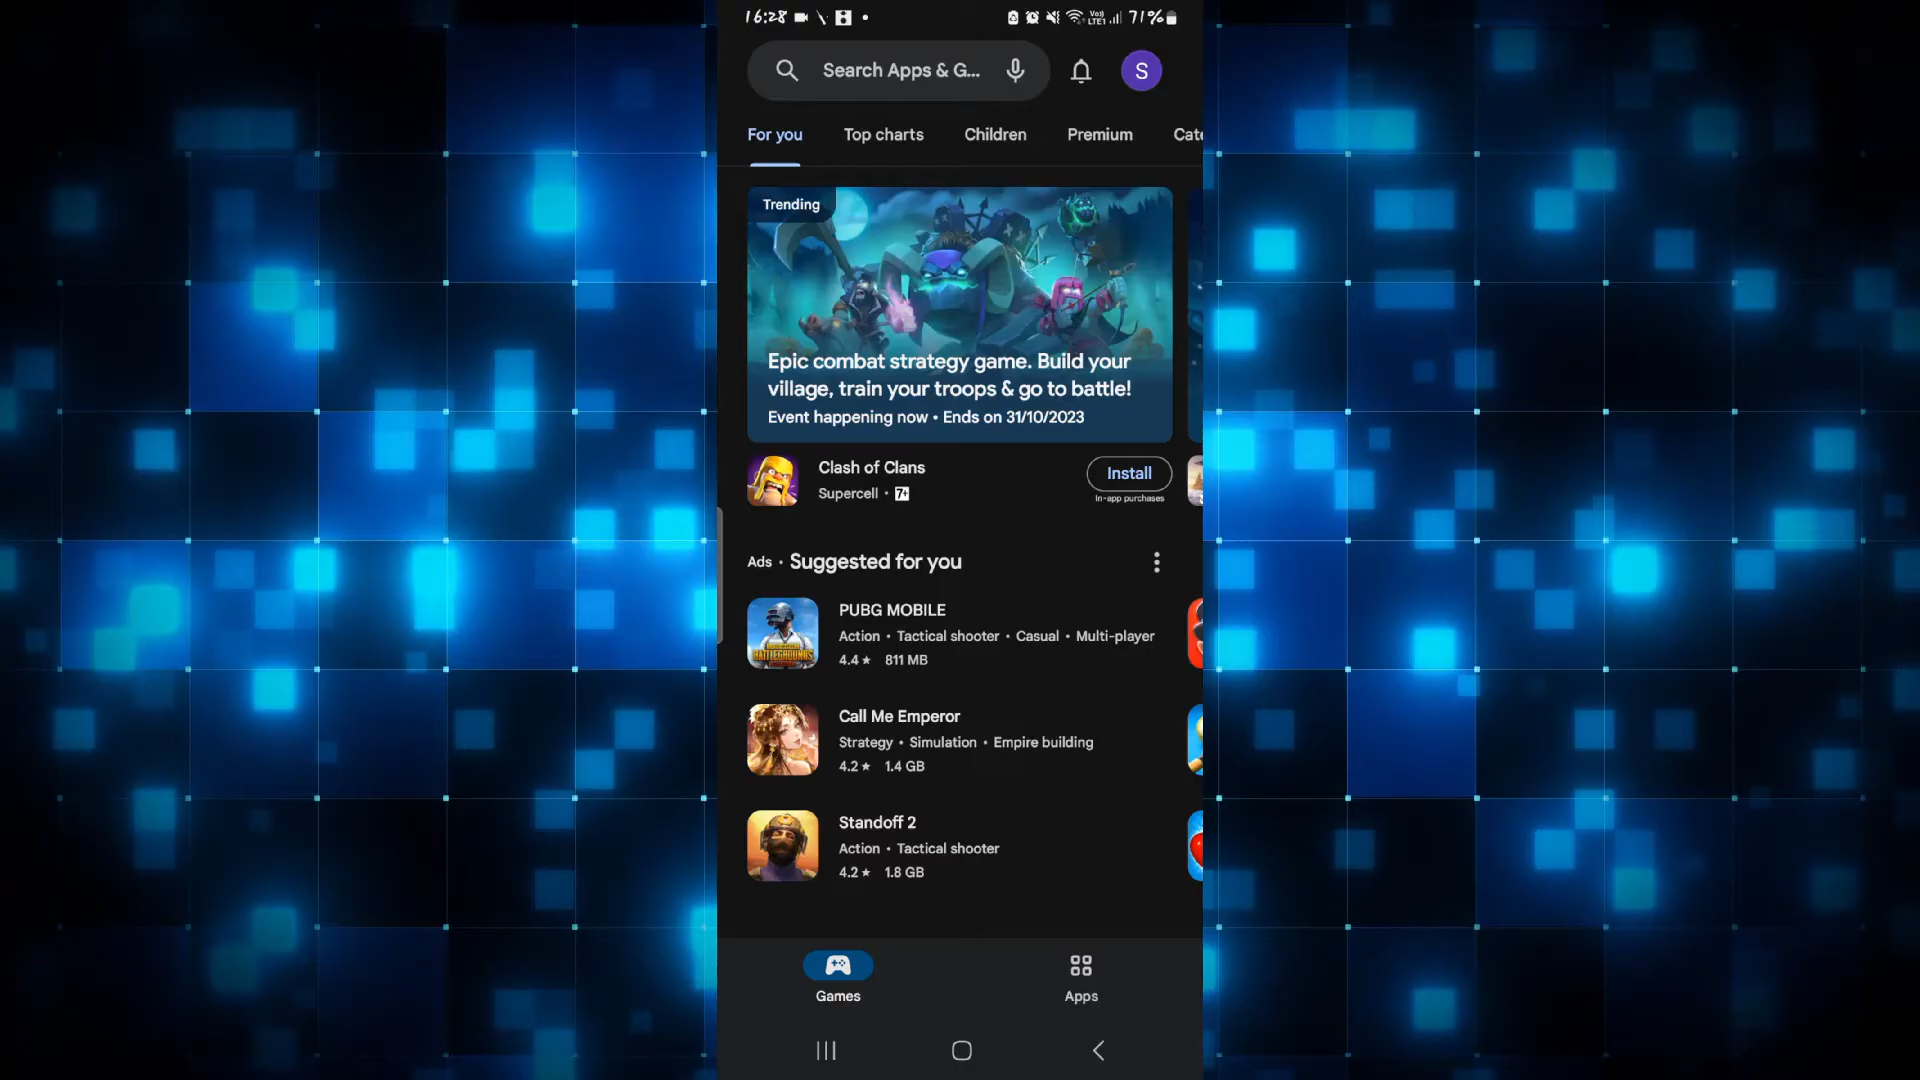 16:28
Vo))
LTE1
71%
Search Apps & G...
S
For you
Top charts
Children
Premium
Cate
Trending
Epic combat strategy game. Build your
village, train your troops & go to battle!
Event happening now • Ends on 31/10/2023
Clash of Clans
Install
Supercell • 7+
In-app purchases
Ads • Suggested for you
PUBG MOBILE
Action • Tactical shooter • Casual • Multi-player
4.4★ 811 MB
BATTLEGROUNDS
Call Me Emperor
Strategy • Simulation • Empire building
4.2★ 1.4 GB
Standoff 2
Action • Tactical shooter
4.2★ 1.8 GB
Games
Apps